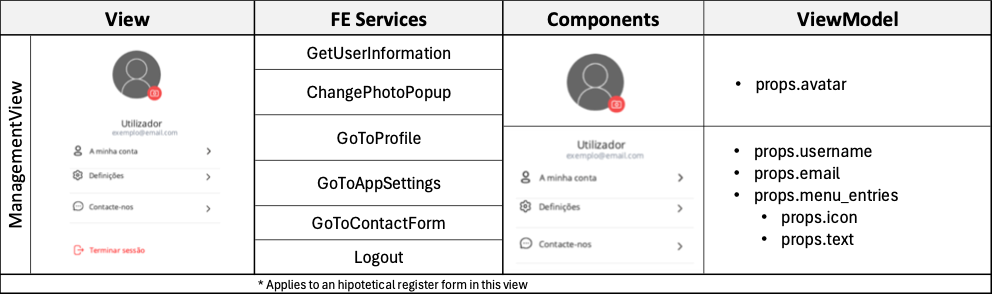 View
FE Services
Components
ViewModel
ManagementView
Utilizador
exemplo@email.com
A minha conta
Definições
Contacte-nos
Terminar sessão
GetUserInformation
ChangePhotoPopup
GoToProfile
GoToAppSettings
GoToContactForm
Logout
Utilizador
exemplo@email.com
A minha conta
Definições
Contacte-nos
• props.avatar
• props.username
• props.email
• props.menu_entries
• props.icon
• props.text
* Applies to an hipotetical register form in this view